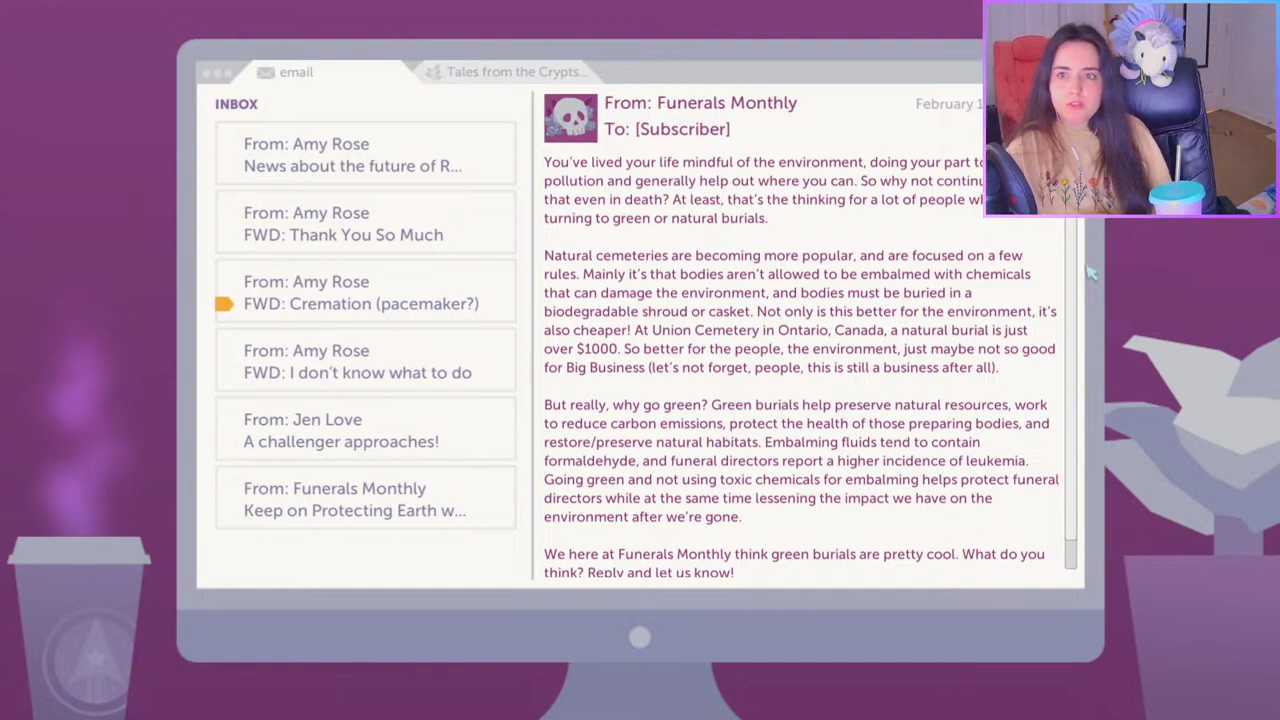 email
Tales from the Crypts...
INBOX
From: Amy Rose
News about the future of R...
From: Amy Rose
FWD: Thank You So Much
From: Amy Rose
FWD: Cremation (pacemaker?)
From: Amy Rose
FWD: I don't know what to do
From: Jen Love
A challenger approaches!
From: Funerals Monthly
Keep on Protecting Earth w...
From: Funerals Monthly
February 1
To: [Subscriber]
You've lived your life mindful of the environment, doing your part to
pollution and generally help out where you can. So why not continu
that even in death? At least, that's the thinking for a lot of people
turning to green or natural burials.
Natural cemeteries are becoming more popular, and are focused on a few
rules. Mainly it's that bodies aren't allowed to be embalmed with chemicals
that can damage the environment, and bodies must be buried in a
biodegradable shroud or casket. Not only is this better for the environment, it's
also cheaper! At Union Cemetery in Ontario, Canada, a natural burial is just
over $1000. So better for the people, the environment, just maybe not so good
for Big Business (let's not forget, people, this is still a business after all).
But really, why go green? Green burials help preserve natural resources, work
to reduce carbon emissions, protect the health of those preparing bodies, and
restore/preserve natural habitats. Embalming fluids tend to contain
formaldehyde, and funeral directors report a higher incidence of leukemia.
Going green and not using toxic chemicals for embalming helps protect funeral
directors while at the same time lessening the impact we have on the
environment after we're gone.
We here at Funerals Monthly think green burials are pretty cool. What do you
think? Reply and let us know!